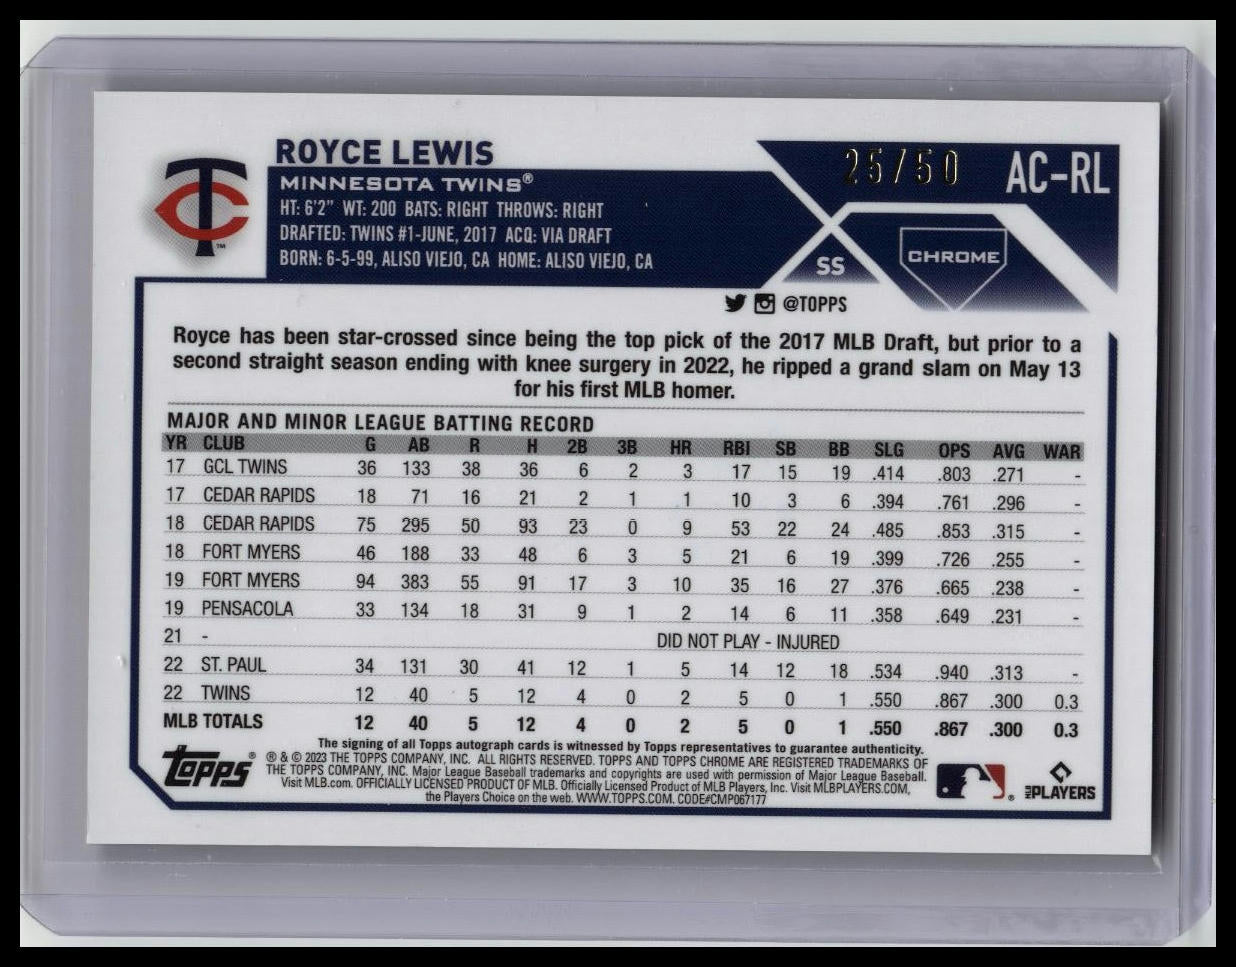 ROYCE LEWIS
MINNESOTA TWINS®
HT: 6'2" WT: 200 BATS: RIGHT THROWS: RIGHT
DRAFTED: TWINS #1-JUNE, 2017 ACQ: VIA DRAFT
BORN: 6-5-99, ALISO VIEJO, CA HOME: ALISO VIEJO, CA
25/50
AC-RL
SS
CHROME
@TOPPS
Royce has been star-crossed since being the top pick of the 2017 MLB Draft, but prior to a
second straight season ending with knee surgery in 2022, he ripped a grand slam on May 13
for his first MLB homer.
MAJOR AND MINOR LEAGUE BATTING RECORD
YR CLUB G AB R H 2B 3B HR RBI SB BB SLG OPS AVG WAR
17 GCL TWINS 36 133 38 36 6 2 3 17 15 19 .414 .803 .271 -
17 CEDAR RAPIDS 18 71 16 21 2 1 1 10 3 6 .394 .761 .296 -
18 CEDAR RAPIDS 75 295 50 93 23 0 9 53 22 24 .485 .853 .315 -
18 FORT MYERS 46 188 33 48 6 3 5 21 6 19 .399 .726 .255 -
19 FORT MYERS 94 383 55 91 17 3 10 35 16 27 .376 .665 .238 -
19 PENSACOLA 33 134 18 31 9 1 2 14 6 11 .358 .649 .231 -
21 - DID NOT PLAY - INJURED
22 ST. PAUL 34 131 30 41 12 1 5 14 12 18 .534 .940 .313 -
22 TWINS 12 40 5 12 4 0 2 5 0 1 .550 .867 .300 0.3
MLB TOTALS 12 40 5 12 4 0 2 5 0 1 .550 .867 .300 0.3
The signing of all Topps autograph cards is witnessed by Topps representatives to guarantee authenticity.
® & © 2023 THE TOPPS COMPANY, INC. ALL RIGHTS RESERVED. TOPPS AND TOPPS CHROME ARE REGISTERED TRADEMARKS OF
THE TOPPS COMPANY, INC. Major League Baseball trademarks and copyrights are used with permission of Major League Baseball.
Visit MLB.com. OFFICIALLY LICENSED PRODUCT OF MLB. Officially Licensed Product of MLB Players, Inc. Visit MLBPLAYERS.COM,
the Players Choice on the web. WWW.TOPPS.COM. CODE#CMP067177
Topps®
MLB PLAYERS